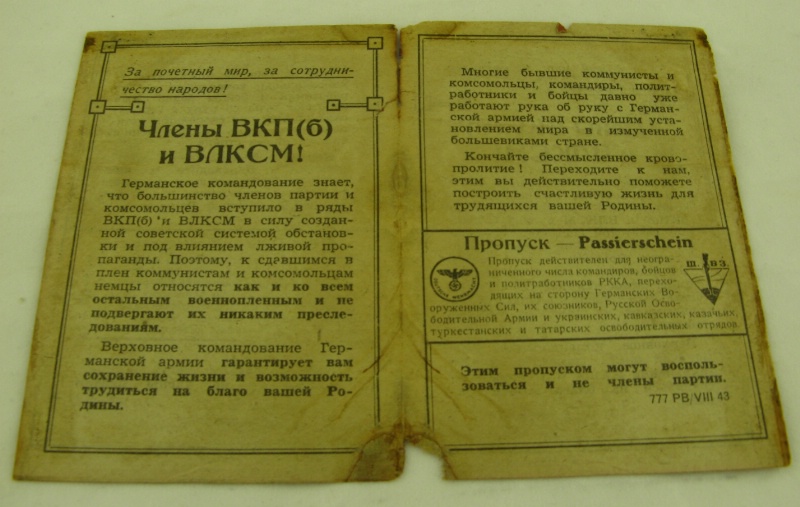 За почетный мир, за сотрудни-
чество народов!
Члены ВКП(б)
и ВЛКСМ!
Германское командование знает,
что большинство членов партии и
комсомольцев вступило в ряды
ВКП(б) и ВЛКСМ в силу создан-
ной советской системой обстанов-
ки и под влиянием лживой про-
паганды. Поэтому, к сдавшимся в
плен коммунистам и комсомольцам
немцы относятся как и ко всем
остальным военнопленным и не
подвергают их никаким пресле-
дованиям.
Верховное командование Гер-
манской армии гарантирует вам
сохранение жизни и возможность
трудиться на благо вашей Ро-
дины.
Многие бывшие коммунисты и
комсомольцы, командиры, полит-
работники и бойцы давно уже
работают рука об руку с Герман-
ской армией над скорейшим уста-
новлением мира в измученной
большевиками стране.
Кончайте бессмысленное крово-
пролитие! Переходите к нам,
этим вы действительно поможете
построить счастливую жизнь для
трудящихся вашей Родины.
Пропуск — Passierschein
Пропуск действителен для неогра-
ниченного числа командиров, бойцов
и политработников РККА, перехо-
дящих на сторону Германских Во-
оруженных Сил, их союзников, Русской Осво-
бодительной Армии и украинских, кавказских, казачьих,
туркестанских и татарских освободительных отрядов.
Ш. В З.
Этим пропуском могут восполь-
зоваться и не члены партии.
777 РВ/VIII 43